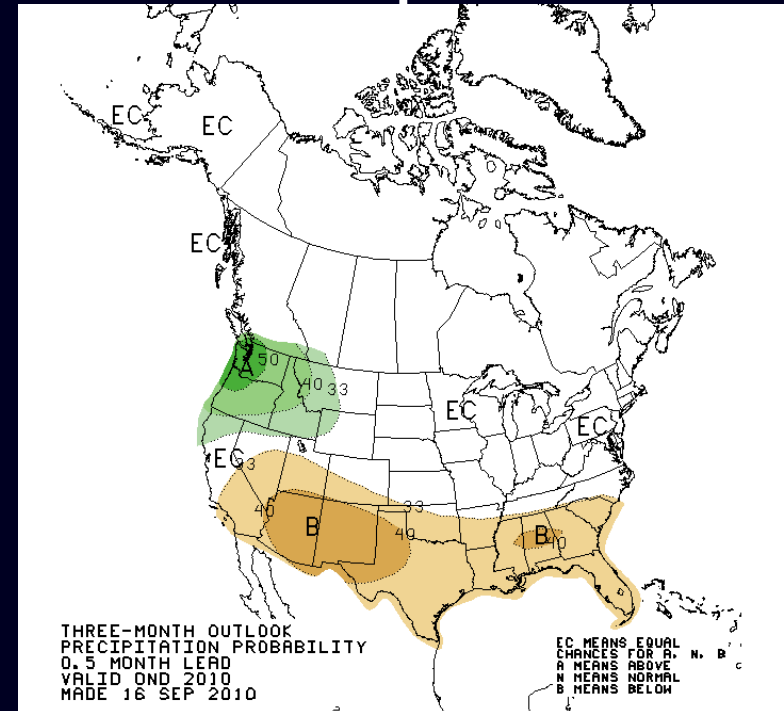 EC
EC
EC
50
A
40
33
EC
EC
EC
33
33
40
B
40
B
40
THREE-MONTH OUTLOOK
PRECIPITATION PROBABILITY
0.5 MONTH LEAD
VALID OND 2010
MADE 16 SEP 2010
EC MEANS EQUAL
CHANCES FOR A, N, B
A MEANS ABOVE
N MEANS NORMAL
B MEANS BELOW